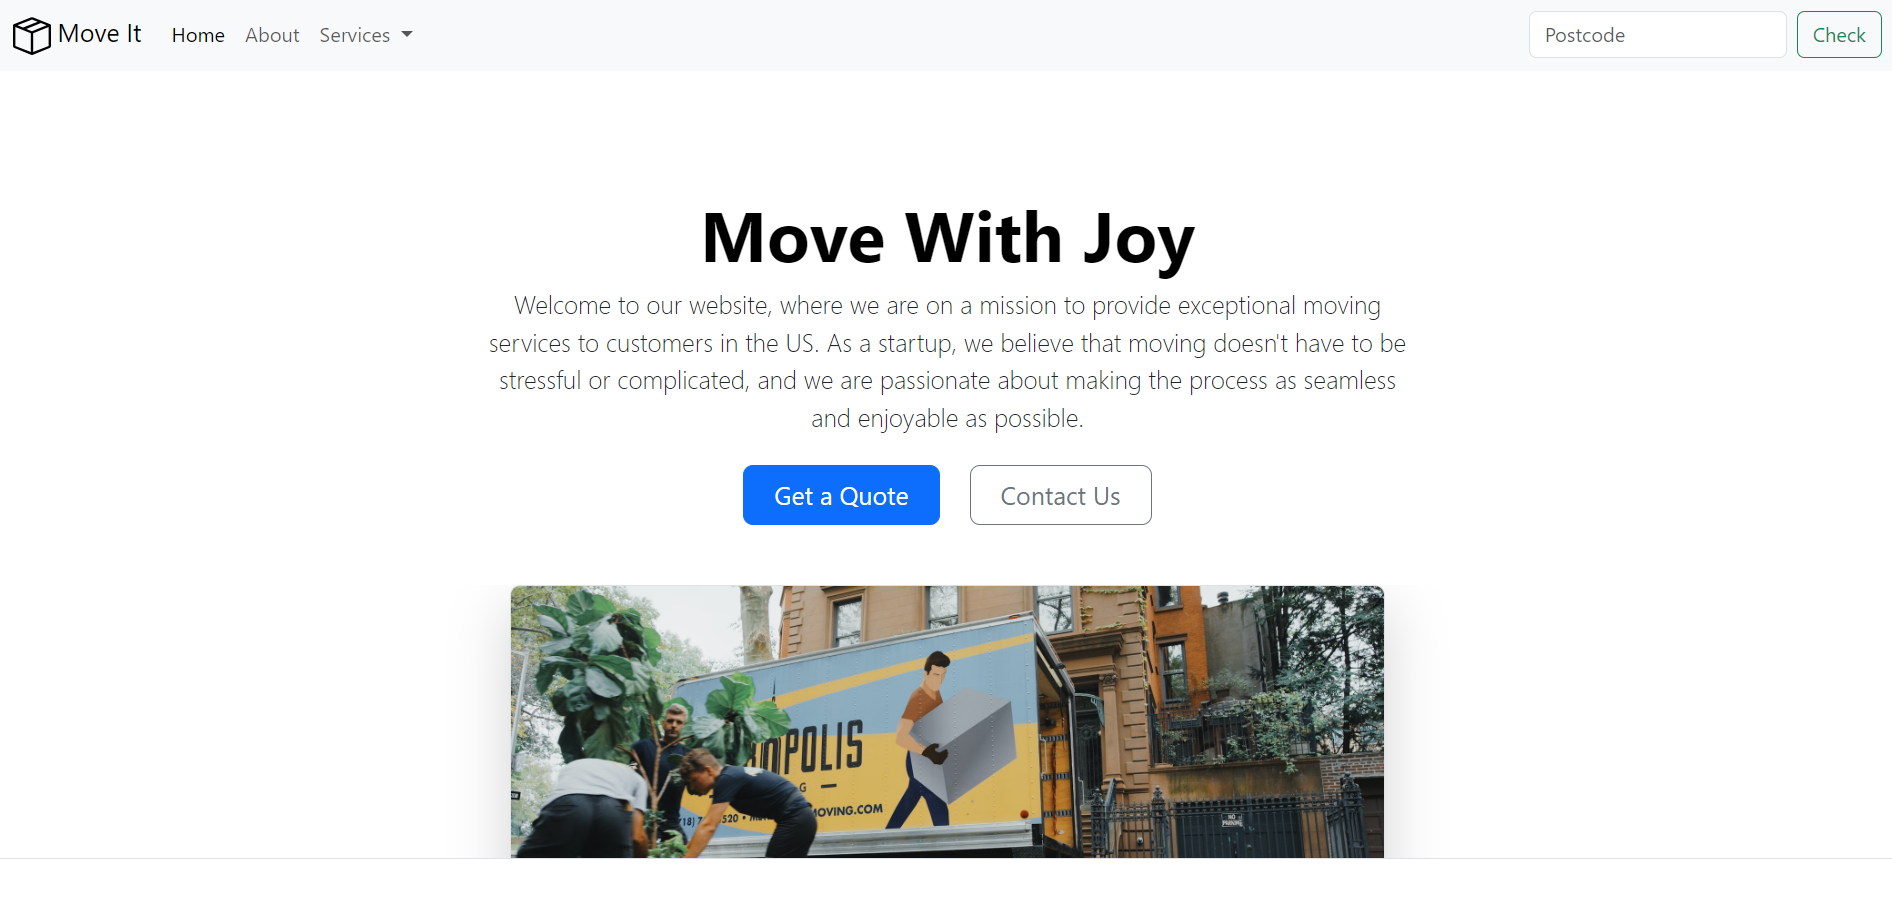 Move It
Home
About
Services
Postcode
Check
Move With Joy
Welcome to our website, where we are on a mission to provide exceptional moving
services to customers in the US. As a startup, we believe that moving doesn't have to be
stressful or complicated, and we are passionate about making the process as seamless
and enjoyable as possible.
Get a Quote
Contact Us
POLIS
G
MOVING.COM
NO
PARKING